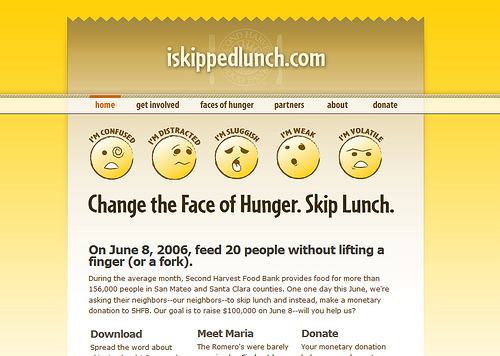 iskippedlunch.com
home get involved faces of hunger partners about donate
I'M CONFUSED I'M DISTRACTED I'M SLUGGISH I'M WEAK I'M VOLATILE
Change the Face of Hunger. Skip Lunch.
On June 8, 2006, feed 20 people without lifting a
finger (or a fork).
During the average month, Second Harvest Food Bank provides food for more than
156,000 people in San Mateo and Santa Clara counties. One one day this June, we're
asking their neighbors--our neighbors--to skip lunch and instead, make a monetary
donation to SHFB. Our goal is to raise $100,000 on June 8--will you help us?
Download Meet Maria Donate
Spread the word about The Romero's were barely Your monetary donation